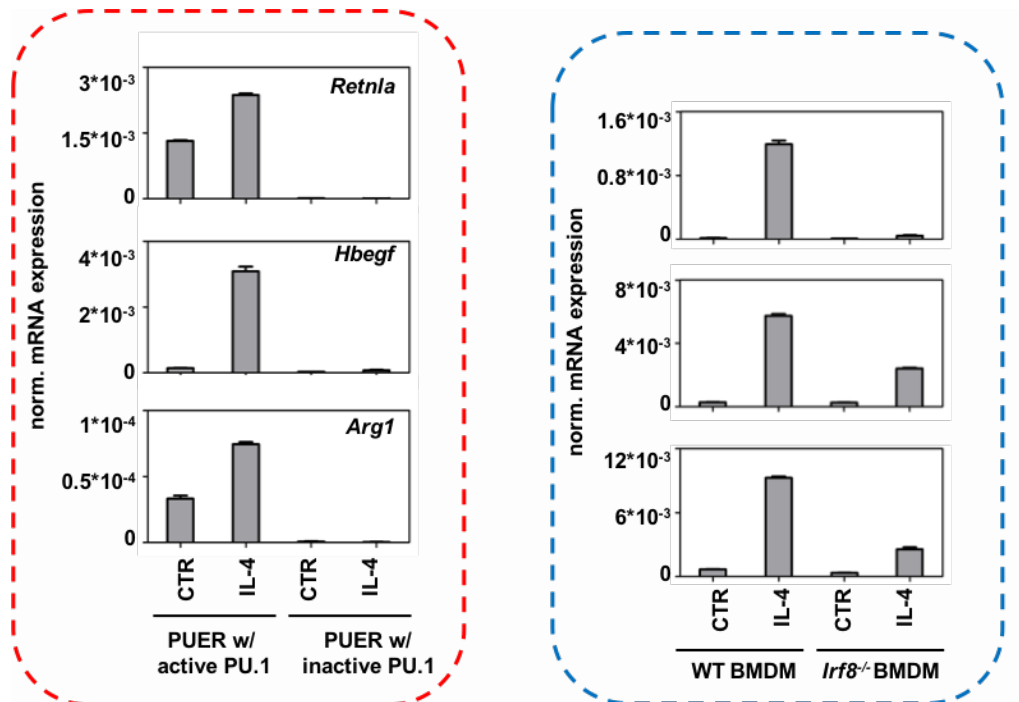 norm. mRNA expression
3*10-3
1.5*10-3
0
Retnla
4*10-3
2*10-3
0
Hbegf
1*10-4
0.5*10-4
0
Arg1
CTR
IL-4
CTR
IL-4
PUER w/
active PU.1
PUER w/
inactive PU.1
norm. mRNA expression
1.6*10-3
0.8*10-3
0
8*10-3
4*10-3
0
12*10-3
6*10-3
0
CTR
IL-4
CTR
IL-4
WT BMDM
Irf8-/- BMDM